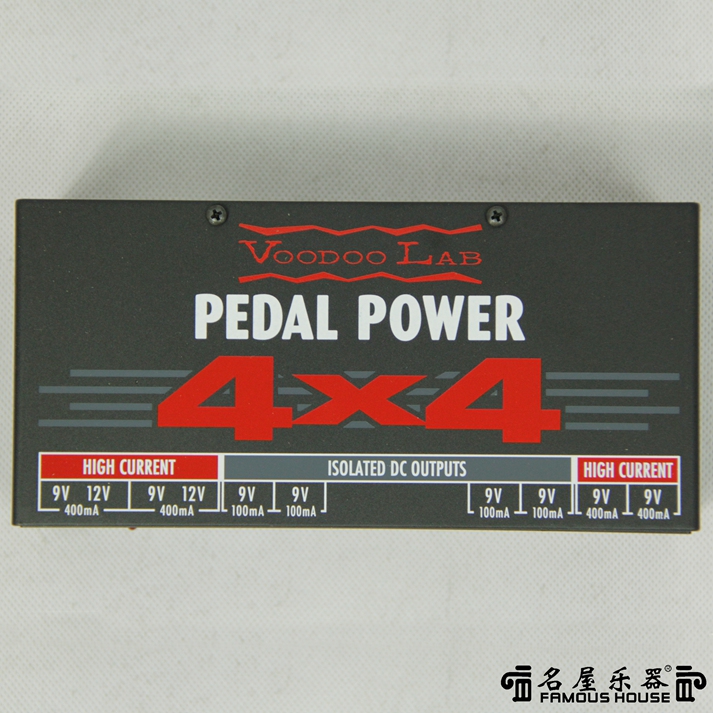 VOODOO LAB
PEDAL POWER
4x4
HIGH CURRENT ISOLATED DC OUTPUTS HIGH CURRENT
9V 12V 9V 12V 9V 9V 9V 9V 9V 9V
400mA 400mA 100mA 100mA 100mA 100mA 400mA 400mA
名屋乐器®
FAMOUS HOUSE